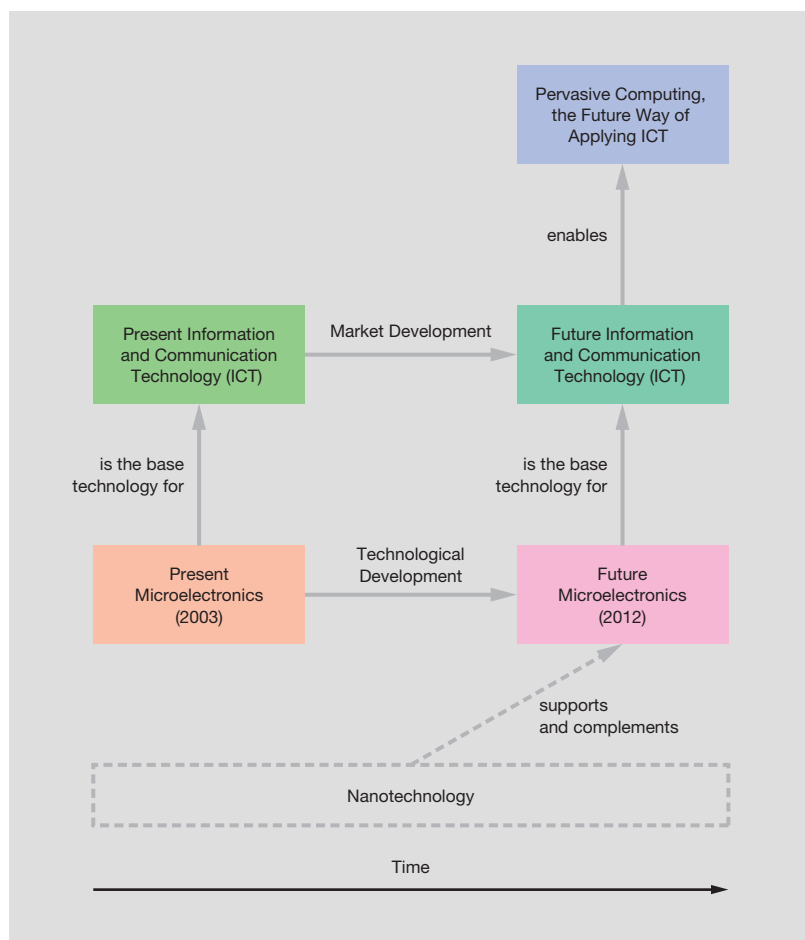 Pervasive Computing,
the Future Way of
Applying ICT
enables
Present Information
and Communication
Technology (ICT)
Market Development
Future Information
and Communication
Technology (ICT)
is the base
technology for
is the base
technology for
Present
Microelectronics
(2003)
Technological
Development
Future
Microelectronics
(2012)
supports
and complements
Nanotechnology
Time